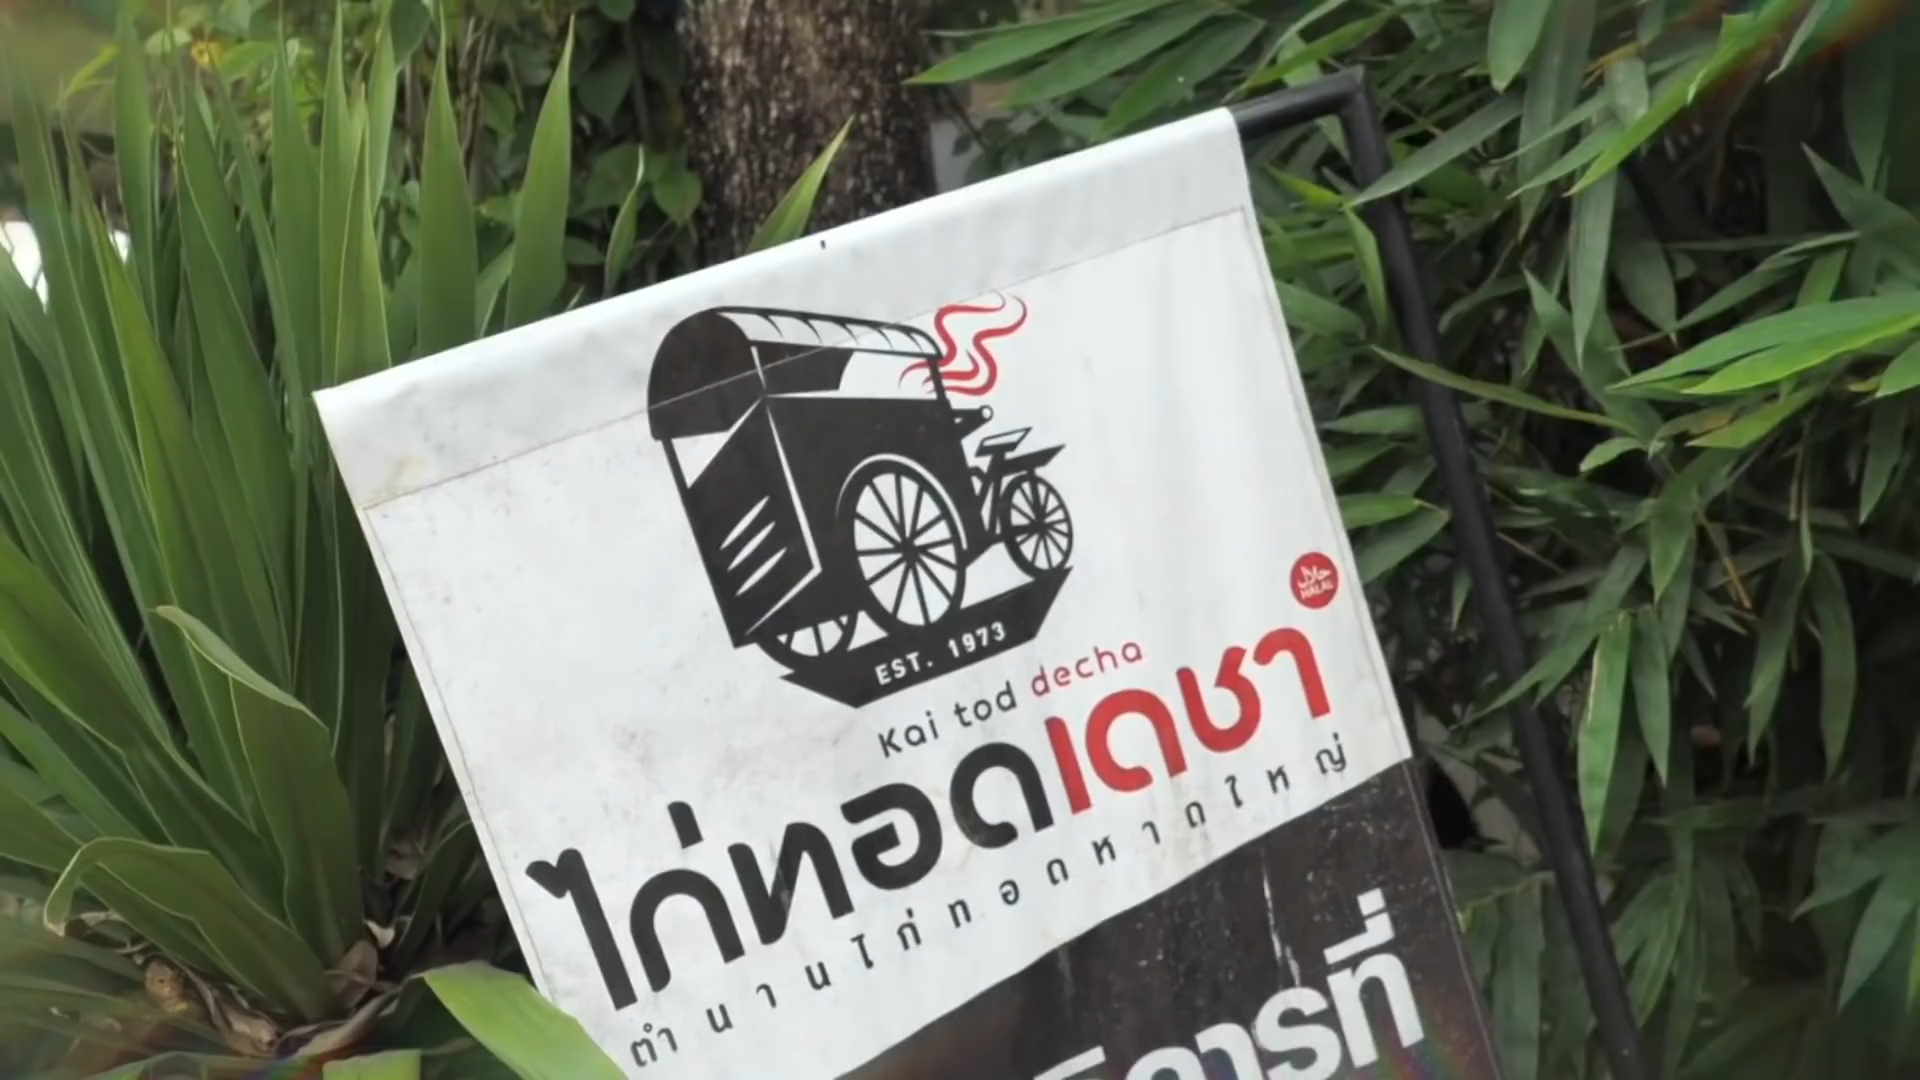 EST. 1973
حلال
HALAL
Kai tod decha
ไก่ทอดเดชา
ตำนานไก่ทอดหาดใหญ่